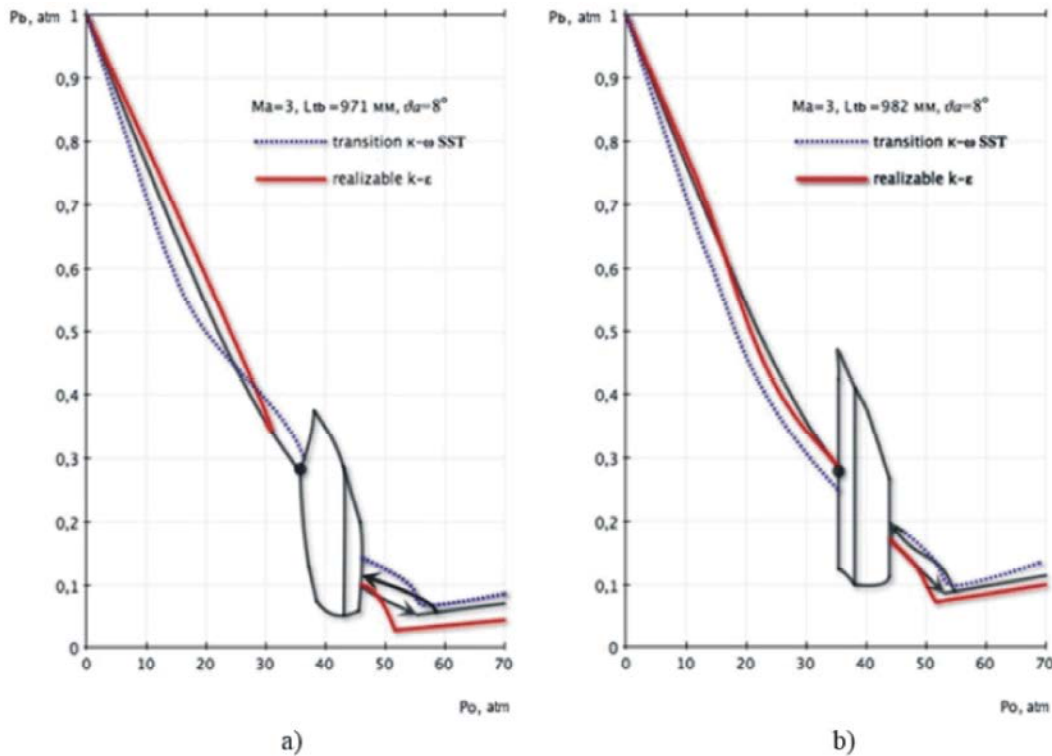 Pb, atm 1
0,9
0,8
0,7
0,6
0,5
0,4
0,3
0,2
0,1
0
0 10 20 30 40 50 60 70
Po, atm
Ma=3, Ltb =971 мм, ϑa=8°
transition κ-ω SST
realizable k-ε
a)
Pb, atm 1
0,9
0,8
0,7
0,6
0,5
0,4
0,3
0,2
0,1
0
0 10 20 30 40 50 60 70
Po, atm
Ma=3, Ltb =982 мм, ϑa=8°
transition κ-ω SST
realizable k-ε
b)